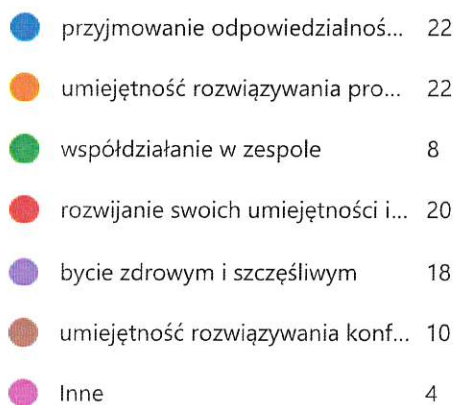 przyjmowanie odpowiedzialnoś... 22
umiejętność rozwiązywania pro... 22
współdziałanie w zespole 8
rozwijanie swoich umiejętności i... 20
bycie zdrowym i szczęśliwym 18
umiejętność rozwiązywania konf... 10
Inne 4